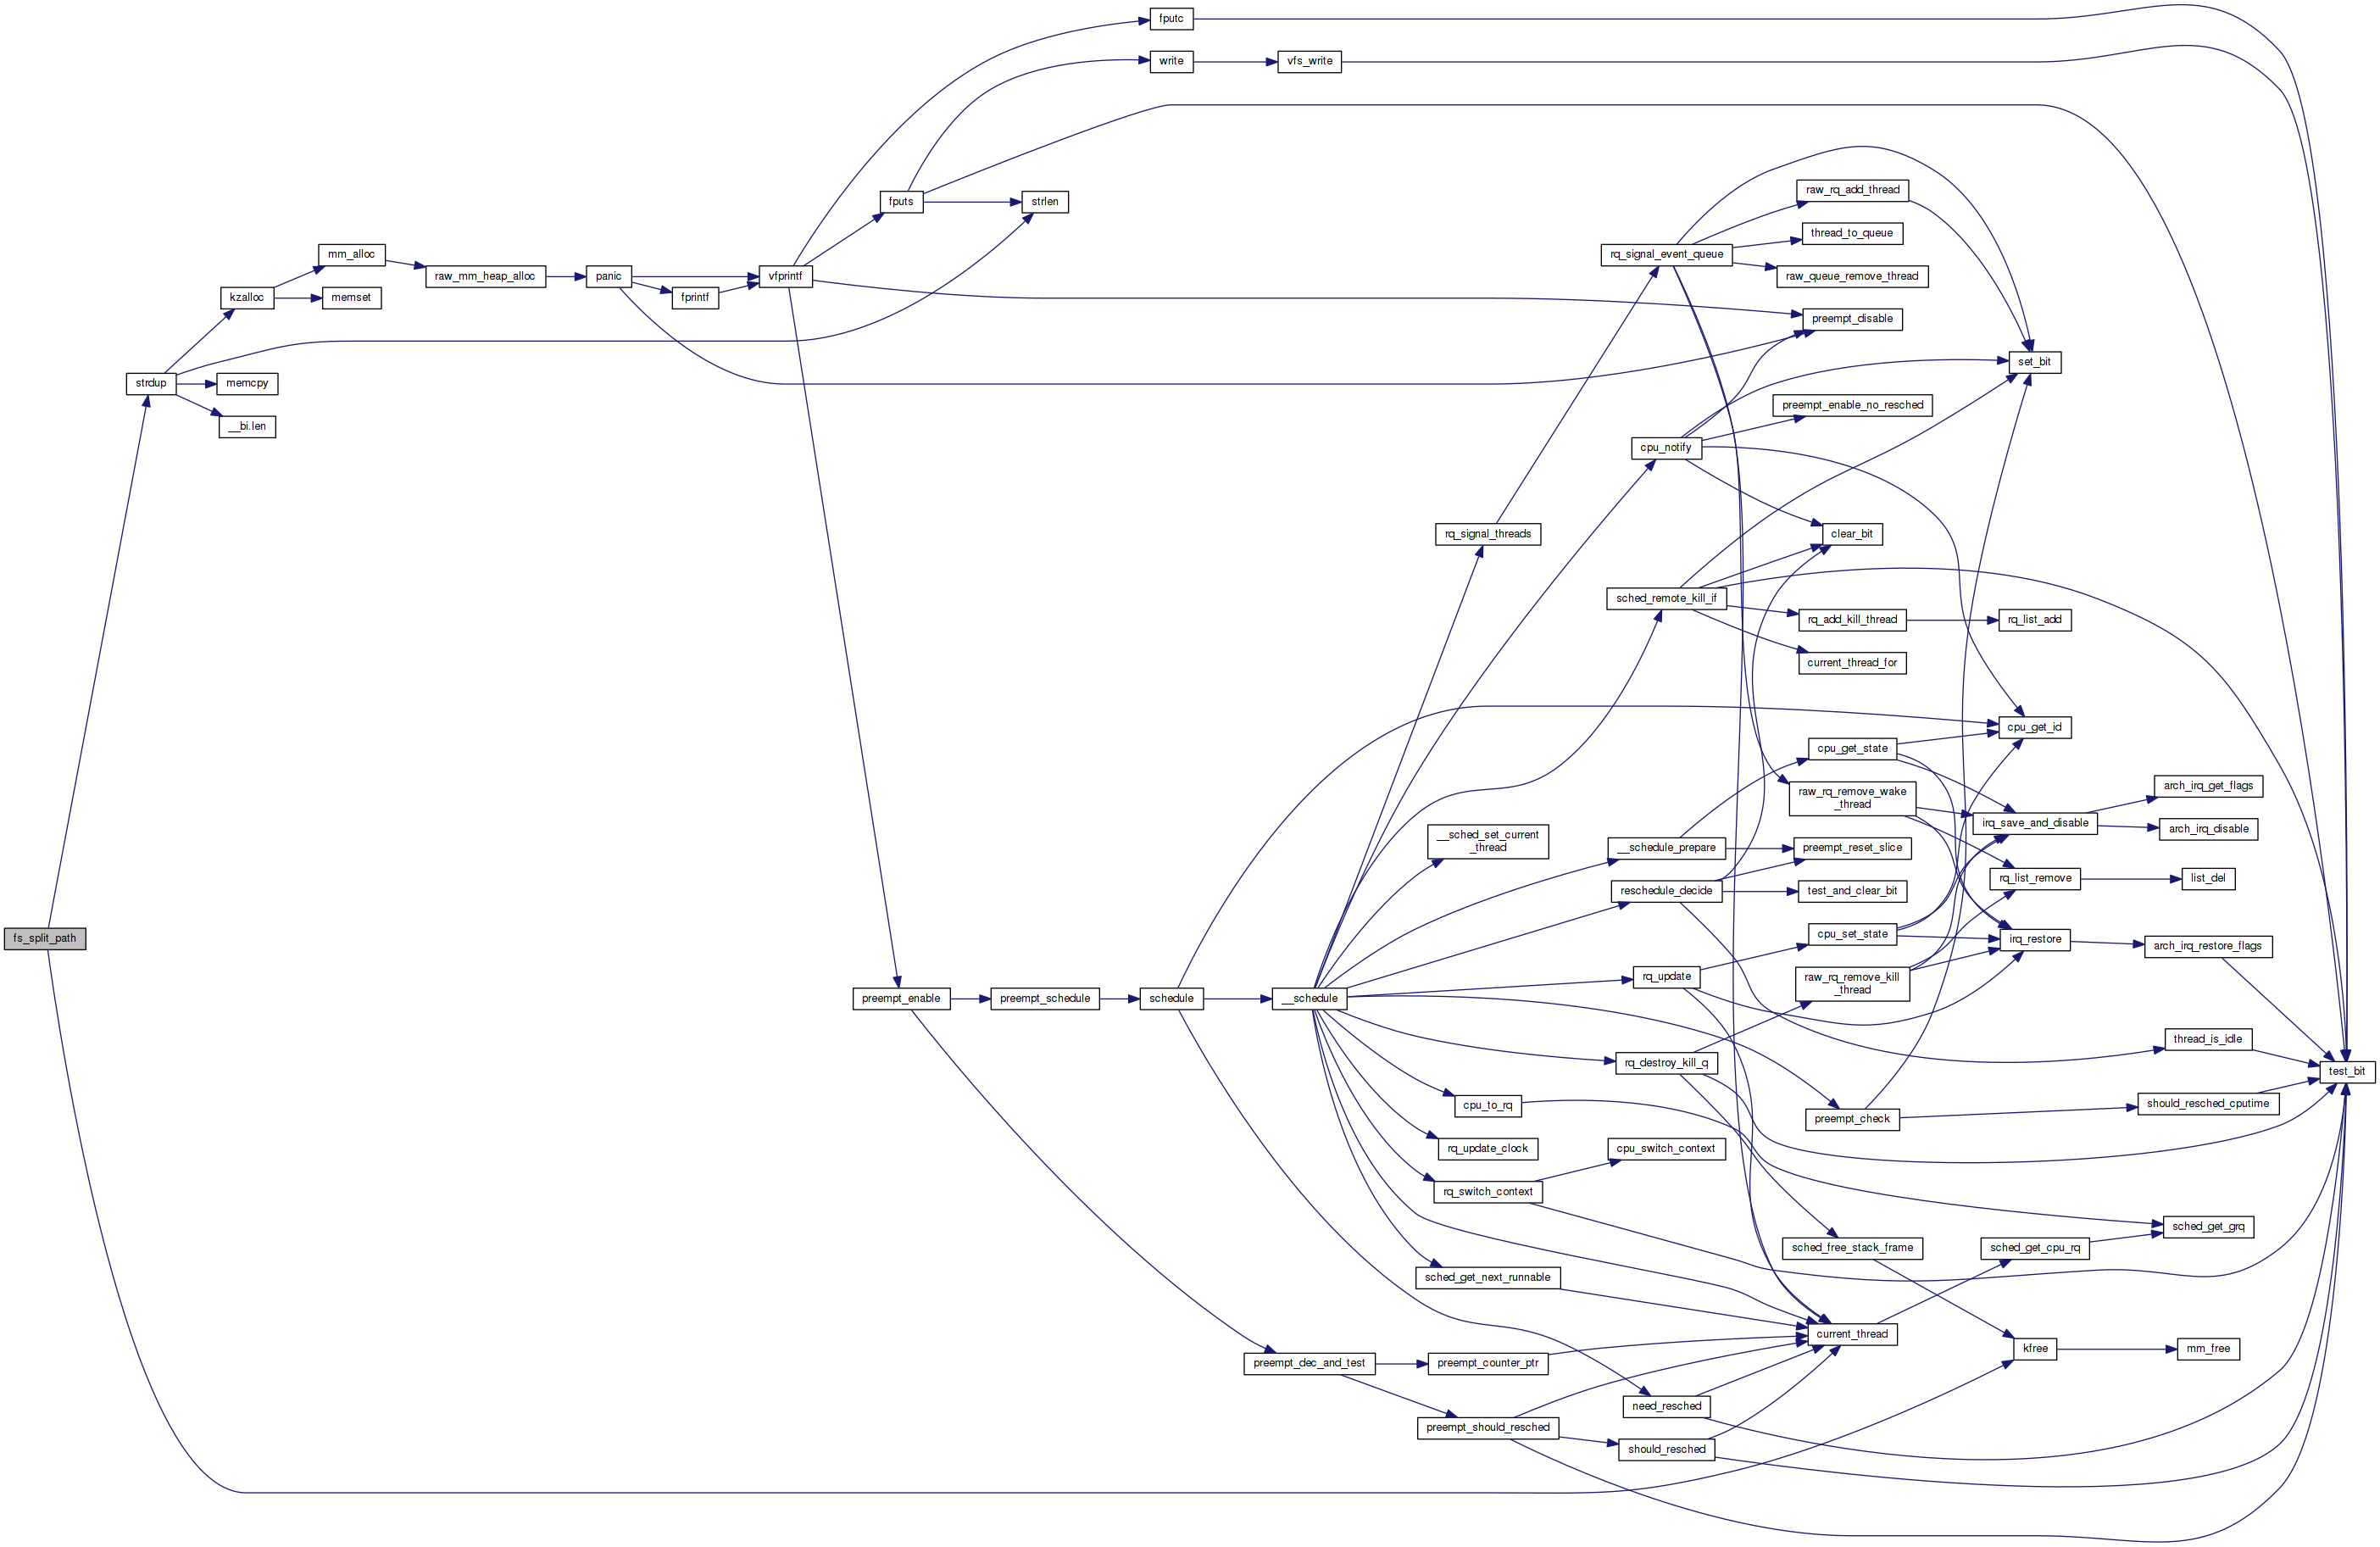 fputc
write
vfs_write
raw_rq_add_thread
fputs
strlen
thread_to_queue
mm_alloc
rq_signal_event_queue
raw_mm_heap_alloc
panic
vfprintf
raw_queue_remove_thread
kzalloc
memset
fprintf
preempt_disable
set_bit
strdup
memcpy
preempt_enable_no_resched
__bi.len
cpu_notify
rq_signal_threads
clear_bit
sched_remote_kill_if
rq_add_kill_thread
rq_list_add
current_thread_for
cpu_get_id
cpu_get_state
arch_irq_get_flags
raw_rq_remove_wake
_thread
irq_save_and_disable
arch_irq_disable
__sched_set_current
_thread
__schedule_prepare
preempt_reset_slice
rq_list_remove
list_del
reschedule_decide
test_and_clear_bit
fs_split_path
cpu_set_state
irq_restore
arch_irq_restore_flags
rq_update
raw_rq_remove_kill
_thread
preempt_enable
preempt_schedule
schedule
__schedule
thread_is_idle
rq_destroy_kill_q
test_bit
cpu_to_rq
should_resched_cputime
preempt_check
rq_update_clock
cpu_switch_context
rq_switch_context
sched_get_grq
sched_free_stack_frame
sched_get_cpu_rq
sched_get_next_runnable
current_thread
kfree
mm_free
preempt_dec_and_test
preempt_counter_ptr
need_resched
preempt_should_resched
should_resched